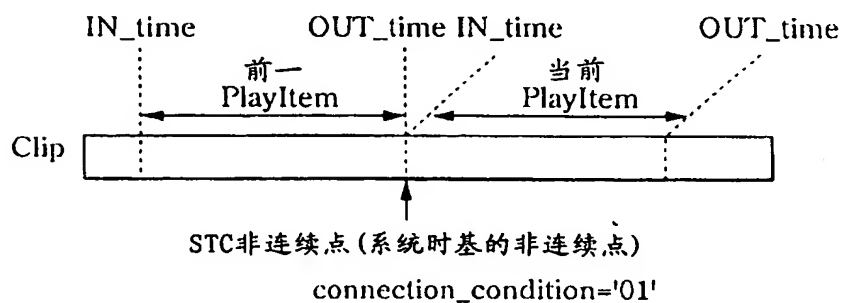 IN_time OUT_time IN_time OUT_time
前一 当前
PlayItem PlayItem
Clip
STC非连续点(系统时基的非连续点)
connection_condition='01'